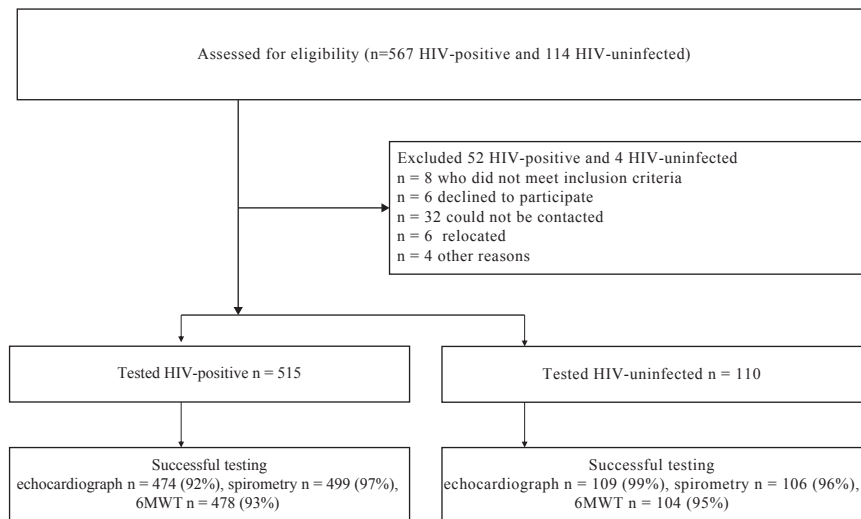 Assessed for eligibility (n=567 HIV-positive and 114 HIV-uninfected)
Excluded 52 HIV-positive and 4 HIV-uninfected
n = 8 who did not meet inclusion criteria
n = 6 declined to participate
n = 32 could not be contacted
n = 6 relocated
n = 4 other reasons
Tested HIV-positive n = 515
Tested HIV-uninfected n = 110
Successful testing
echocardiograph n = 474 (92%), spirometry n = 499 (97%),
6MWT n = 478 (93%)
Successful testing
echocardiograph n = 109 (99%), spirometry n = 106 (96%),
6MWT n = 104 (95%)